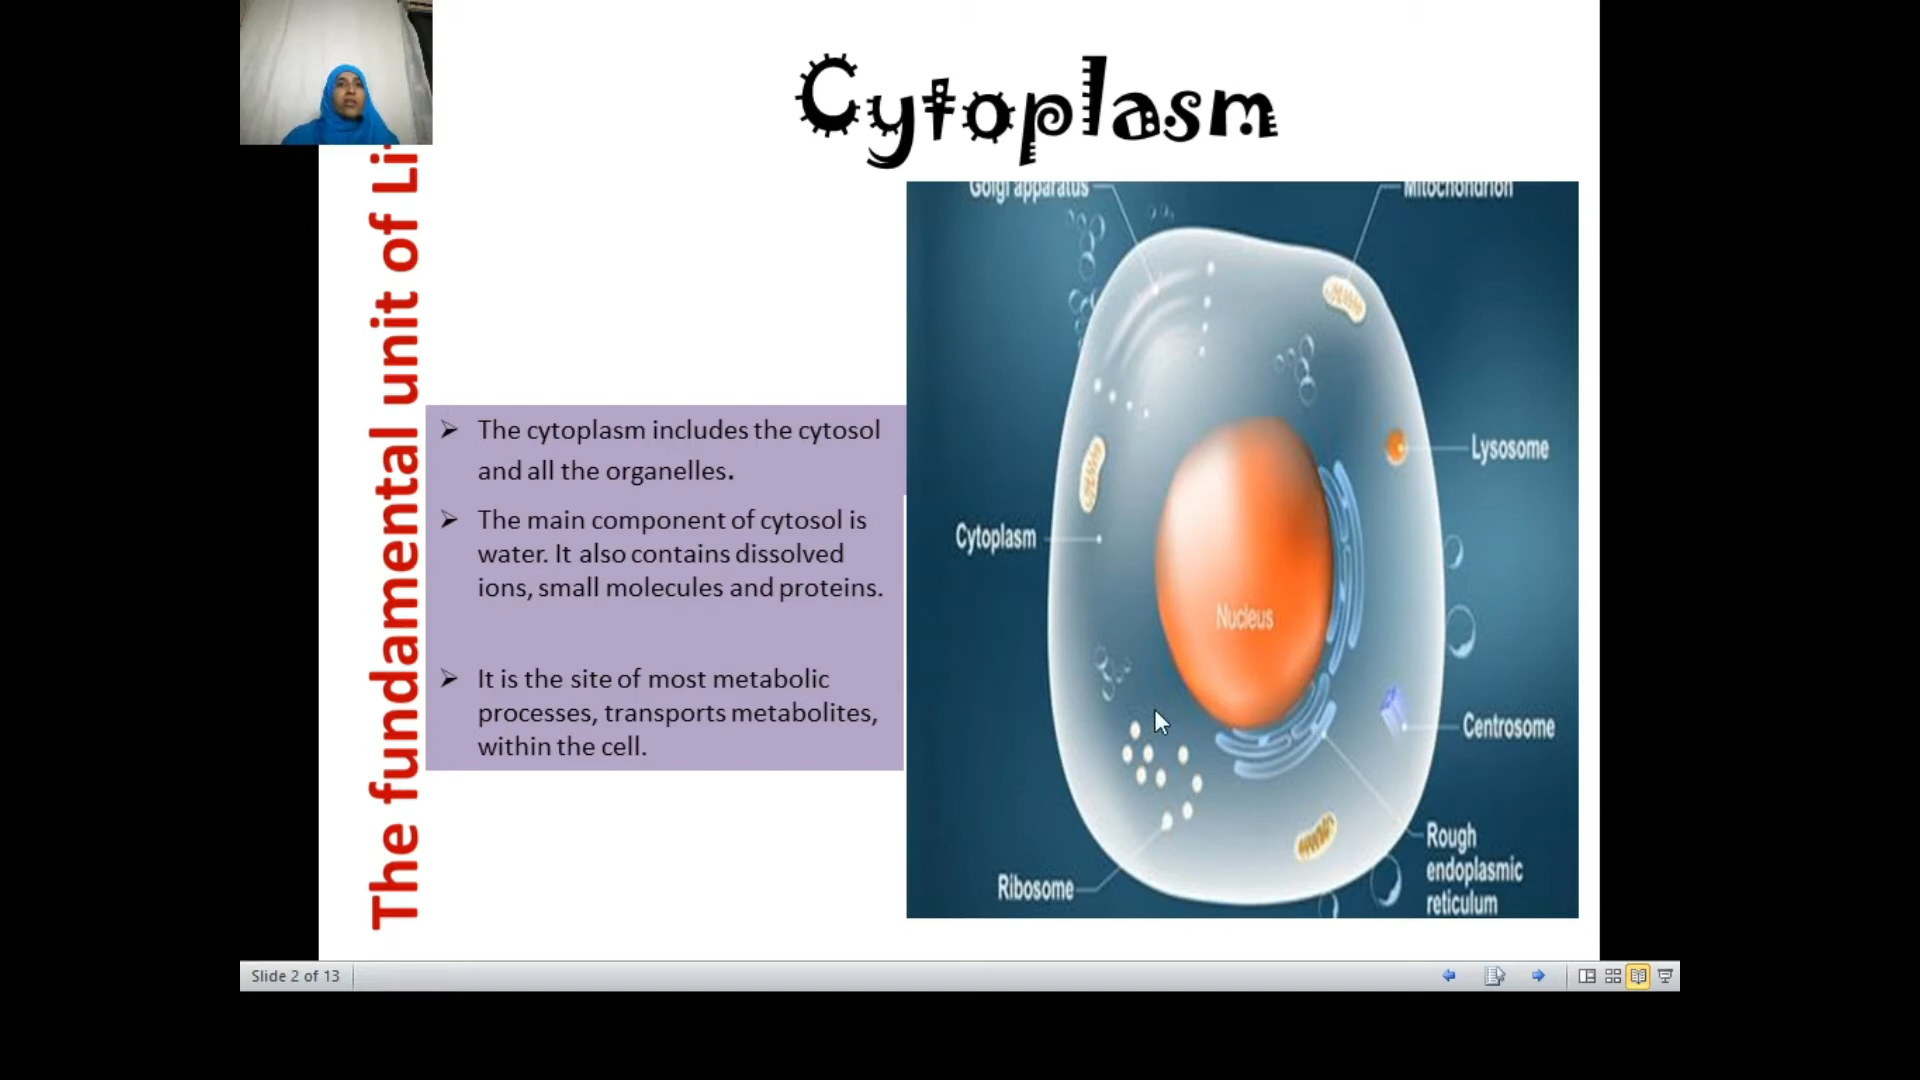 Cytoplasm
The fundamental unit of Li
The cytoplasm includes the cytosol
and all the organelles.
The main component of cytosol is
water. It also contains dissolved
ions, small molecules and proteins.
It is the site of most metabolic
processes, transports metabolites,
within the cell.
Golgi apparatus
Mitochondrion
Lysosome
Cytoplasm
Nucleus
Centrosome
Ribosome
Rough
endoplasmic
reticulum
Slide 2 of 13